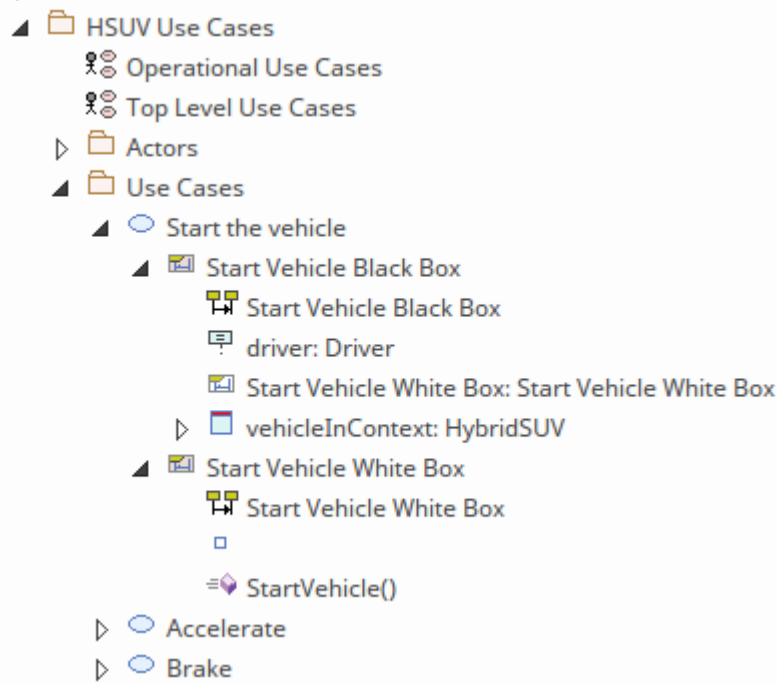 HSUV Use Cases
Operational Use Cases
Top Level Use Cases
Actors
Use Cases
Start the vehicle
Start Vehicle Black Box
Start Vehicle Black Box
driver: Driver
Start Vehicle White Box: Start Vehicle White Box
vehicleInContext: HybridSUV
Start Vehicle White Box
Start Vehicle White Box
StartVehicle()
Accelerate
Brake